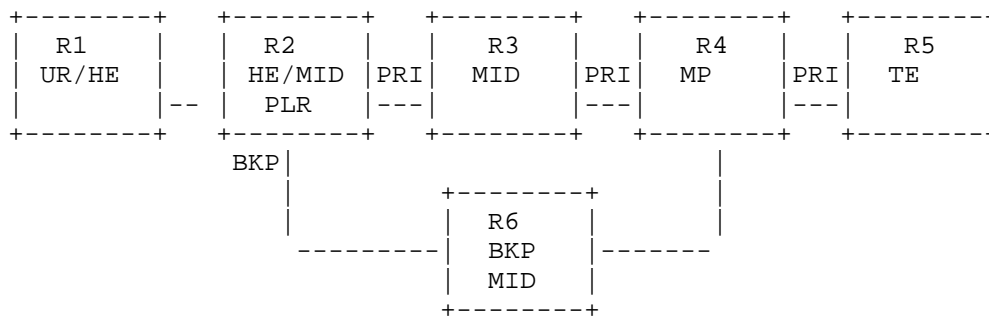 R1 R2 R3 R4 R5
UR/HE HE/MID PRI MID PRI MP PRI TE
PLR
BKP
R6
BKP
MID